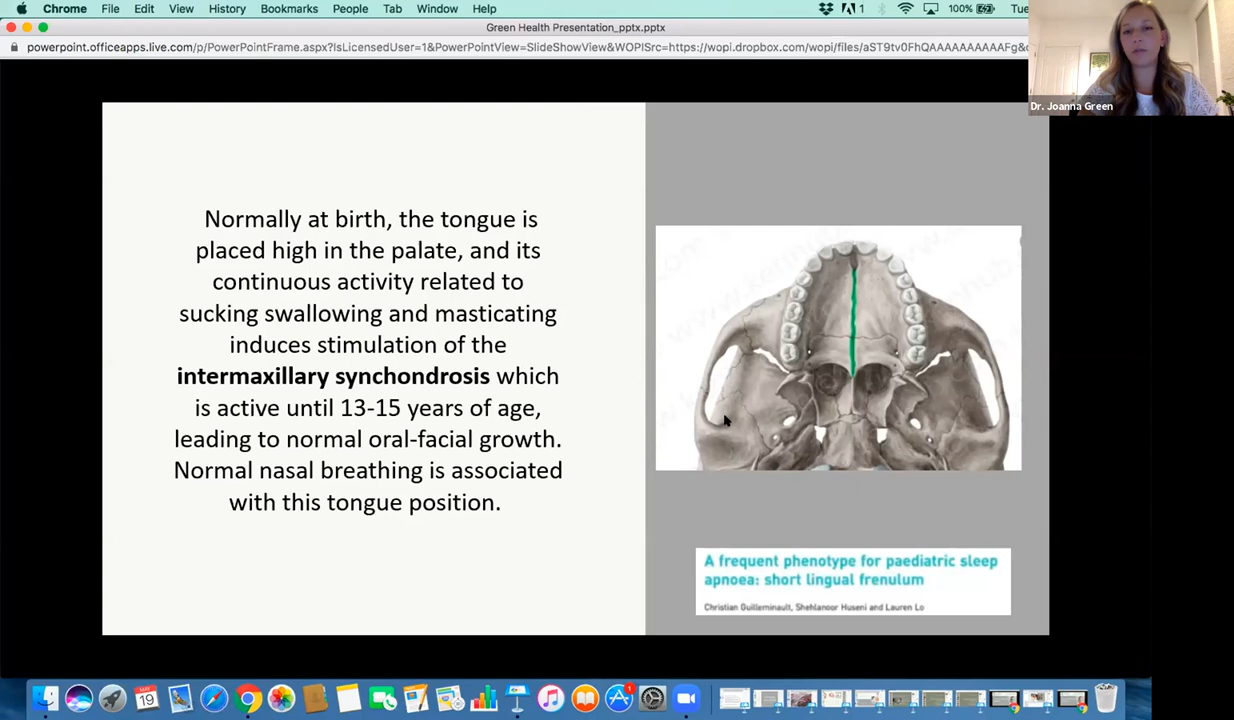 Chrome File Edit View History Bookmarks People Tab Window Help
1 100% Tue
Green Health Presentation_pptx.pptx
powerpoint.officeapps.live.com/p/PowerPointFrame.aspx?IsLicensedUser=1&PowerPointView=SlideShowView&WOPISrc=https://wopi.dropbox.com/wopi/files/aST9tv0FhQAAAAAAAAAAFg&
Dr. Joanna Green
Normally at birth, the tongue is
placed high in the palate, and its
continuous activity related to
sucking swallowing and masticating
induces stimulation of the
intermaxillary synchondrosis which
is active until 13-15 years of age,
leading to normal oral-facial growth.
Normal nasal breathing is associated
with this tongue position.
A frequent phenotype for paediatric sleep
apnoea: short lingual frenulum
Christian Guilleminault, Shehlanoor Huseni and Lauren Lo
MAY
19
1